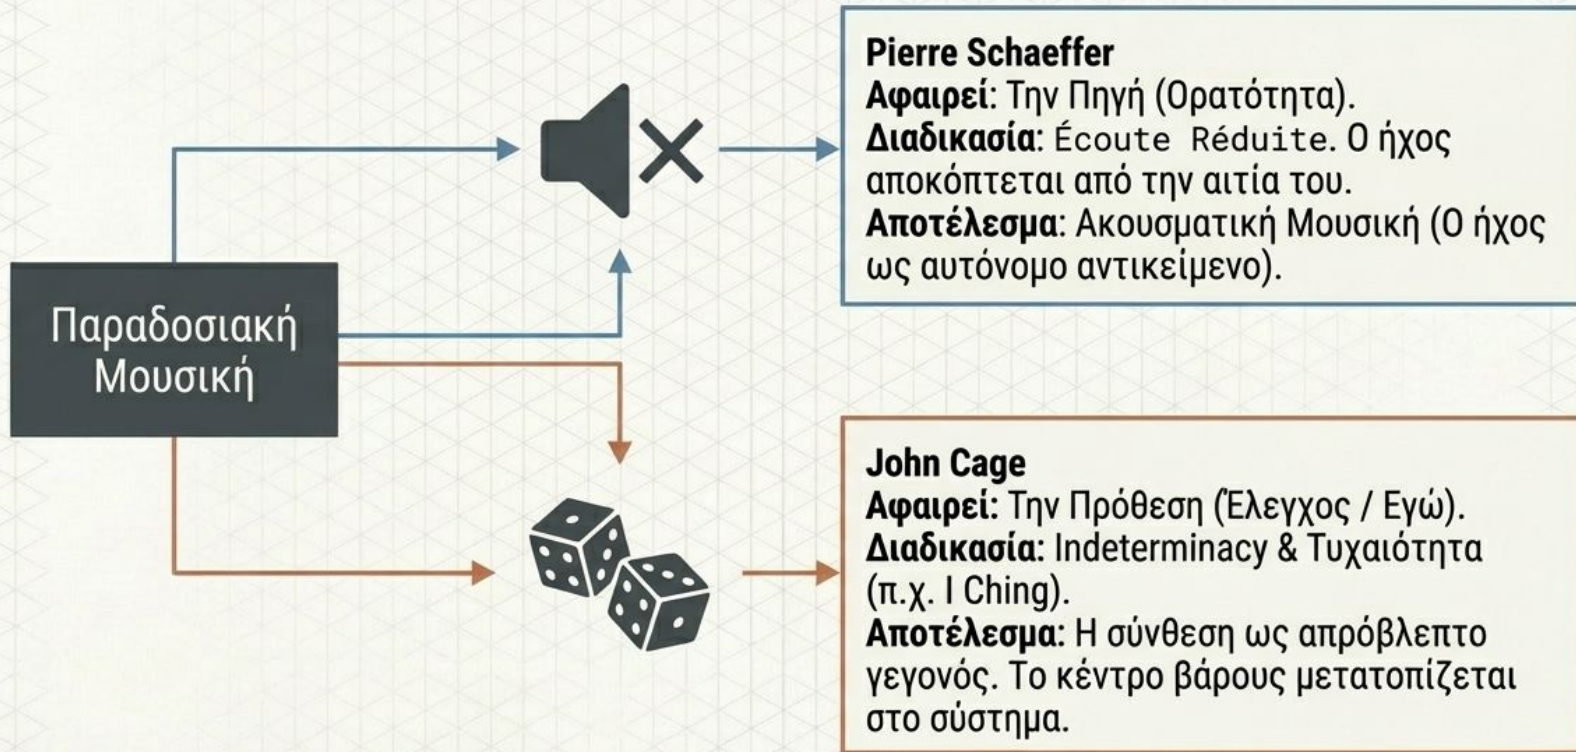 Παραδοσιακή
Μουσική
Pierre Schaeffer
Αφαιρεί: Την Πηγή (Ορατότητα).
Διαδικασία: Écoute Réduite. Ο ήχος
αποκόπτεται από την αιτία του.
Αποτέλεσμα: Ακουσματική Μουσική (Ο ήχος
ως αυτόνομο αντικείμενο).
John Cage
Αφαιρεί: Την Πρόθεση (Έλεγχος / Εγώ).
Διαδικασία: Indeterminacy & Τυχαιότητα
(π.χ. I Ching).
Αποτέλεσμα: Η σύνθεση ως απρόβλεπτο
γεγονός. Το κέντρο βάρους μετατοπίζεται
στο σύστημα.